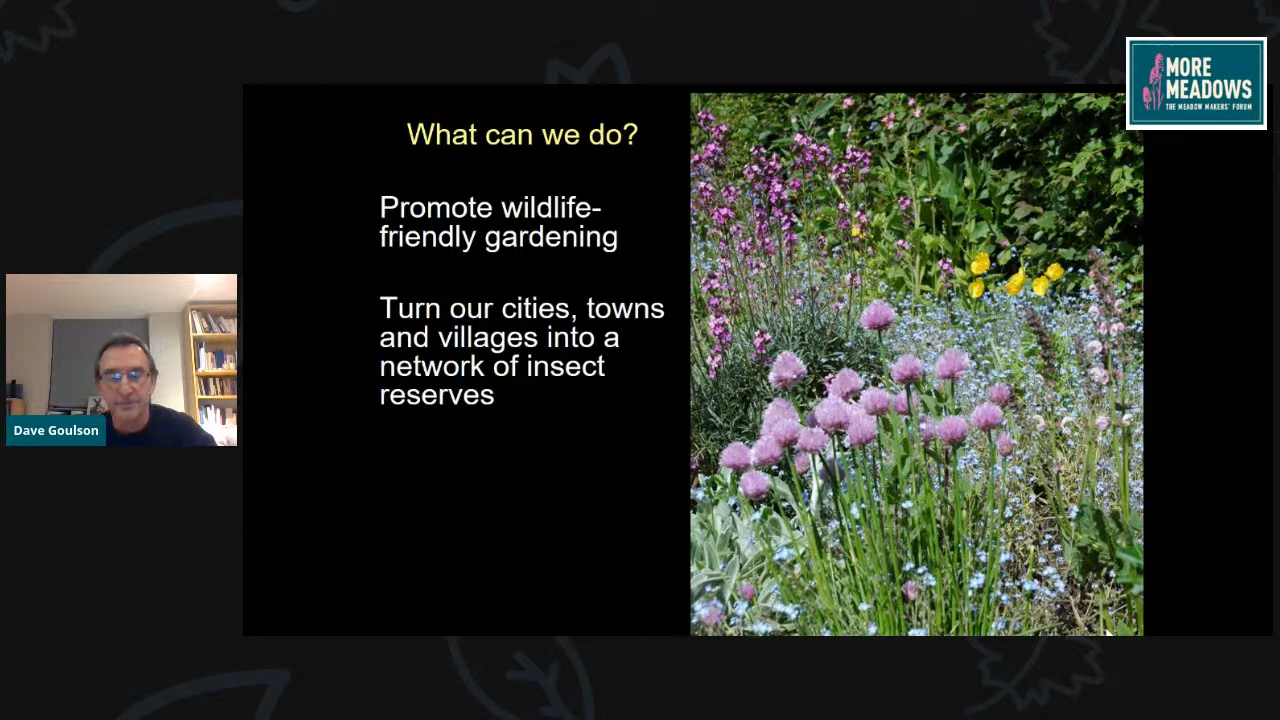 MORE
MEADOWS
THE MEADOW MAKERS' FORUM
What can we do?
Promote wildlife-
friendly gardening
Turn our cities, towns
and villages into a
network of insect
reserves
Dave Goulson